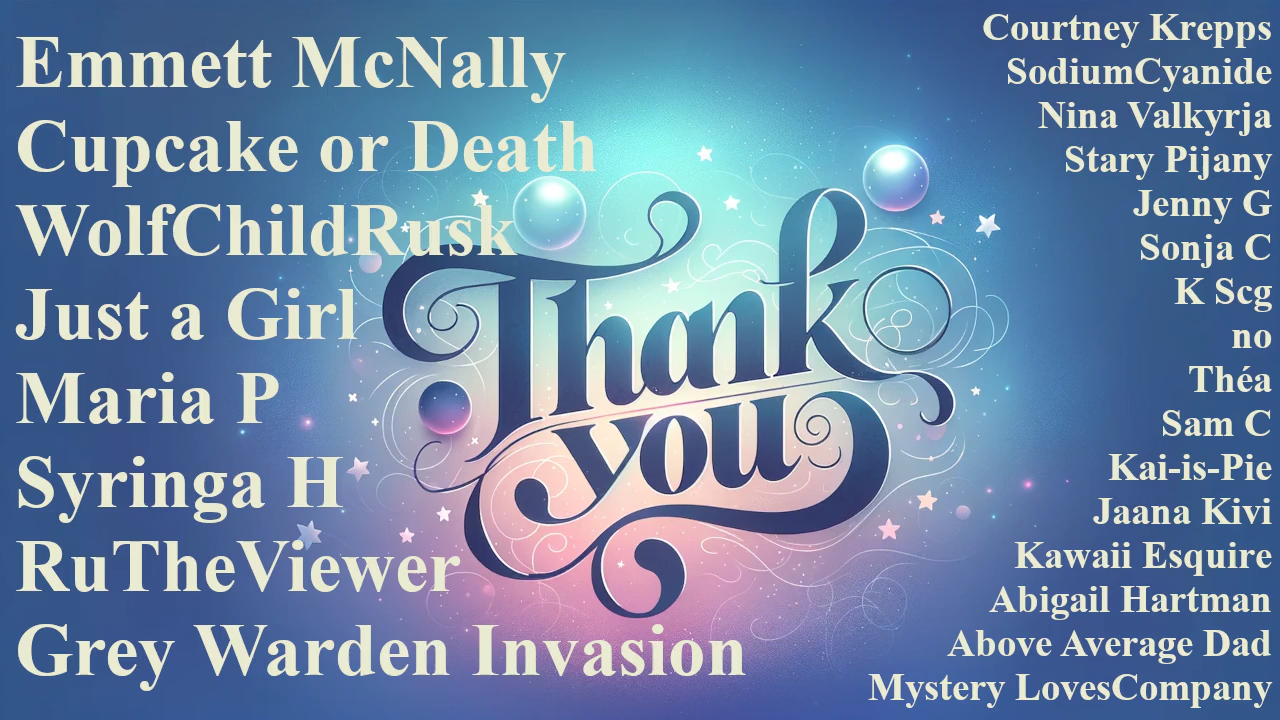 Emmett McNally
Cupcake or Death
WolfChildRusk
Just a Girl
Maria P
Syringa H
RuTheViewer
Grey Warden Invasion
Thank
you
Courtney Krepps
SodiumCyanide
Nina Valkyrja
Stary Pijany
Jenny G
Sonja C
K Scg
no
Théa
Sam C
Kai-is-Pie
Jaana Kivi
Kawaii Esquire
Abigail Hartman
Above Average Dad
Mystery LovesCompany